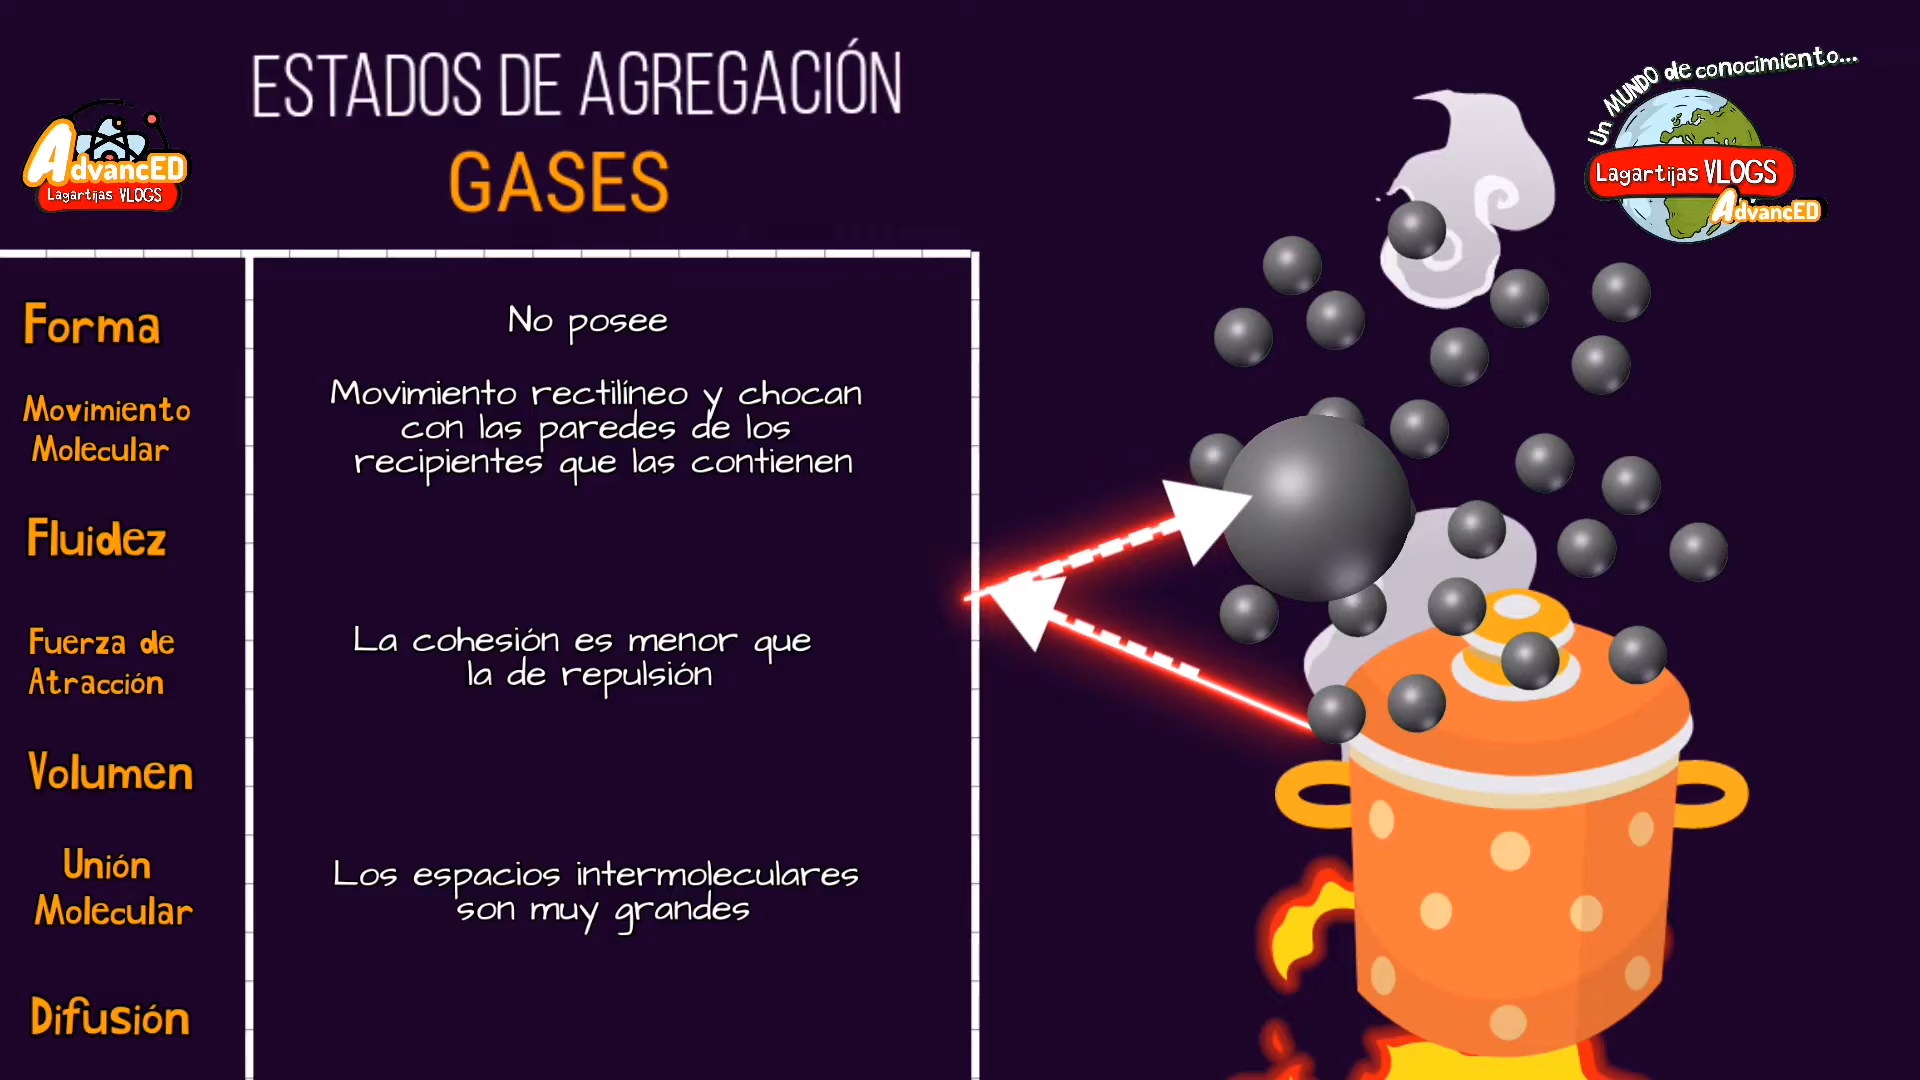 ESTADOS DE AGREGACIÓN
GASES
AdvancED
Lagartijas VLOGS
Un MUNDO de conocimiento...
Lagartijas VLOGS
AdvancED
Forma
No posee
Movimiento
Molecular
Movimiento rectilíneo y chocan
con las paredes de los
recipientes que las contienen
Fluidez
Fuerza de
Atracción
La cohesión es menor que
la de repulsión
Volumen
Unión
Molecular
Los espacios intermoleculares
son muy grandes
Difusión